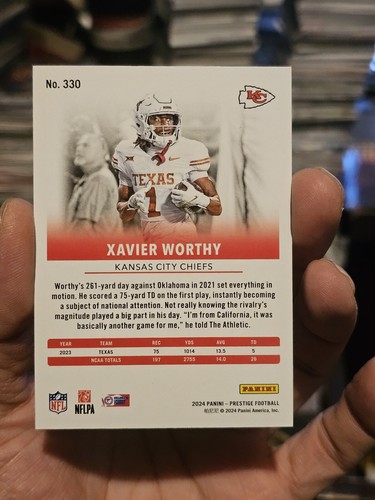 No. 330
KC
TEXAS
1
XAVIER WORTHY
KANSAS CITY CHIEFS
Worthy's 261-yard day against Oklahoma in 2021 set everything in
motion. He scored a 75-yard TD on the first play, instantly becoming
a subject of national attention. Not really knowing the rivalry's
magnitude played a big part in his day. "I'm from California, it was
basically another game for me," he told The Athletic.
YEAR TEAM REC YDS AVG TD
2023 TEXAS 75 1014 13.5 5
NCAA TOTALS 197 2755 14.0 26
NFL
NFLPA
PANINI
2024 PANINI – PRESTIGE FOOTBALL
© 2024 Panini America, Inc.